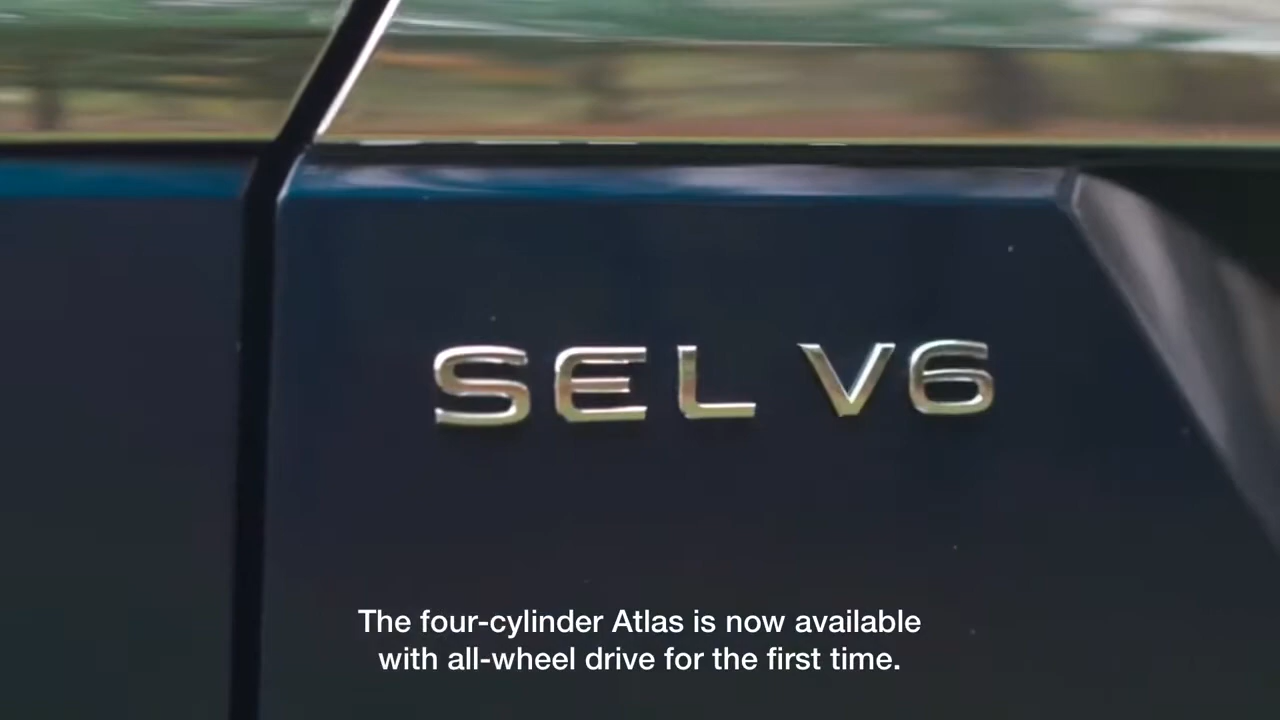 SEL V6
The four-cylinder Atlas is now available
with all-wheel drive for the first time.